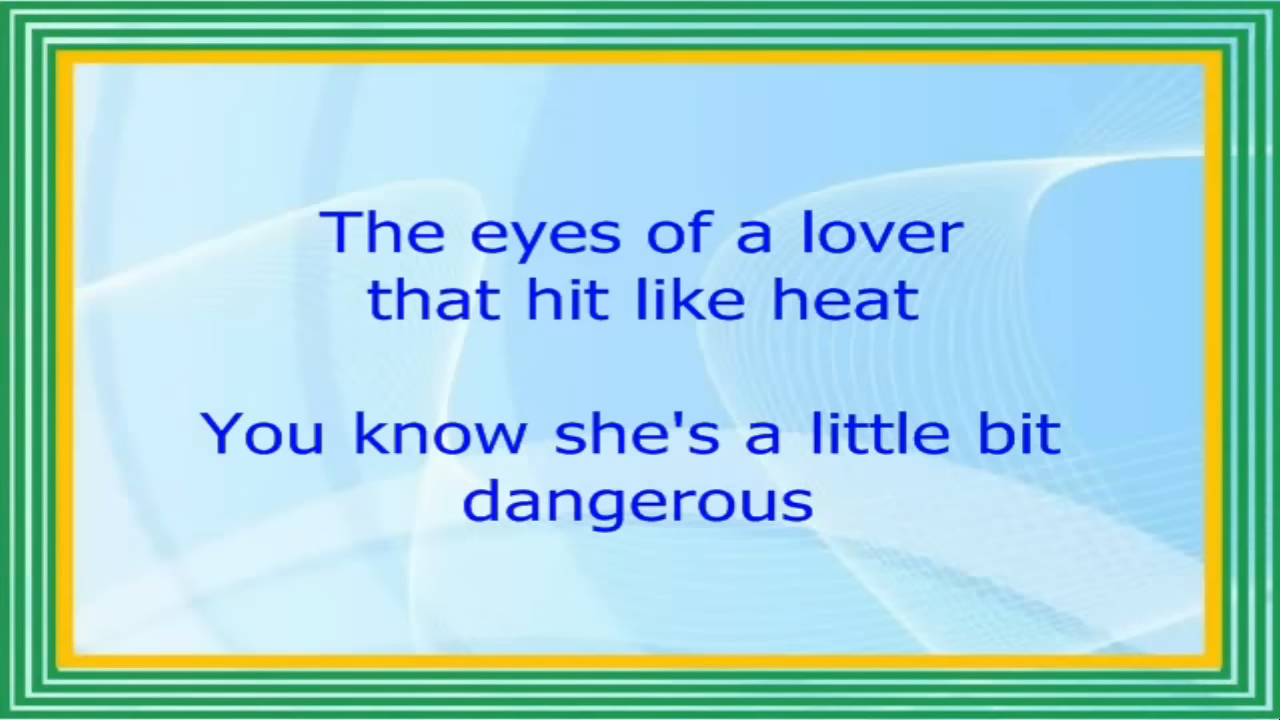 The eyes of a lover
that hit like heat
You know she's a little bit
dangerous